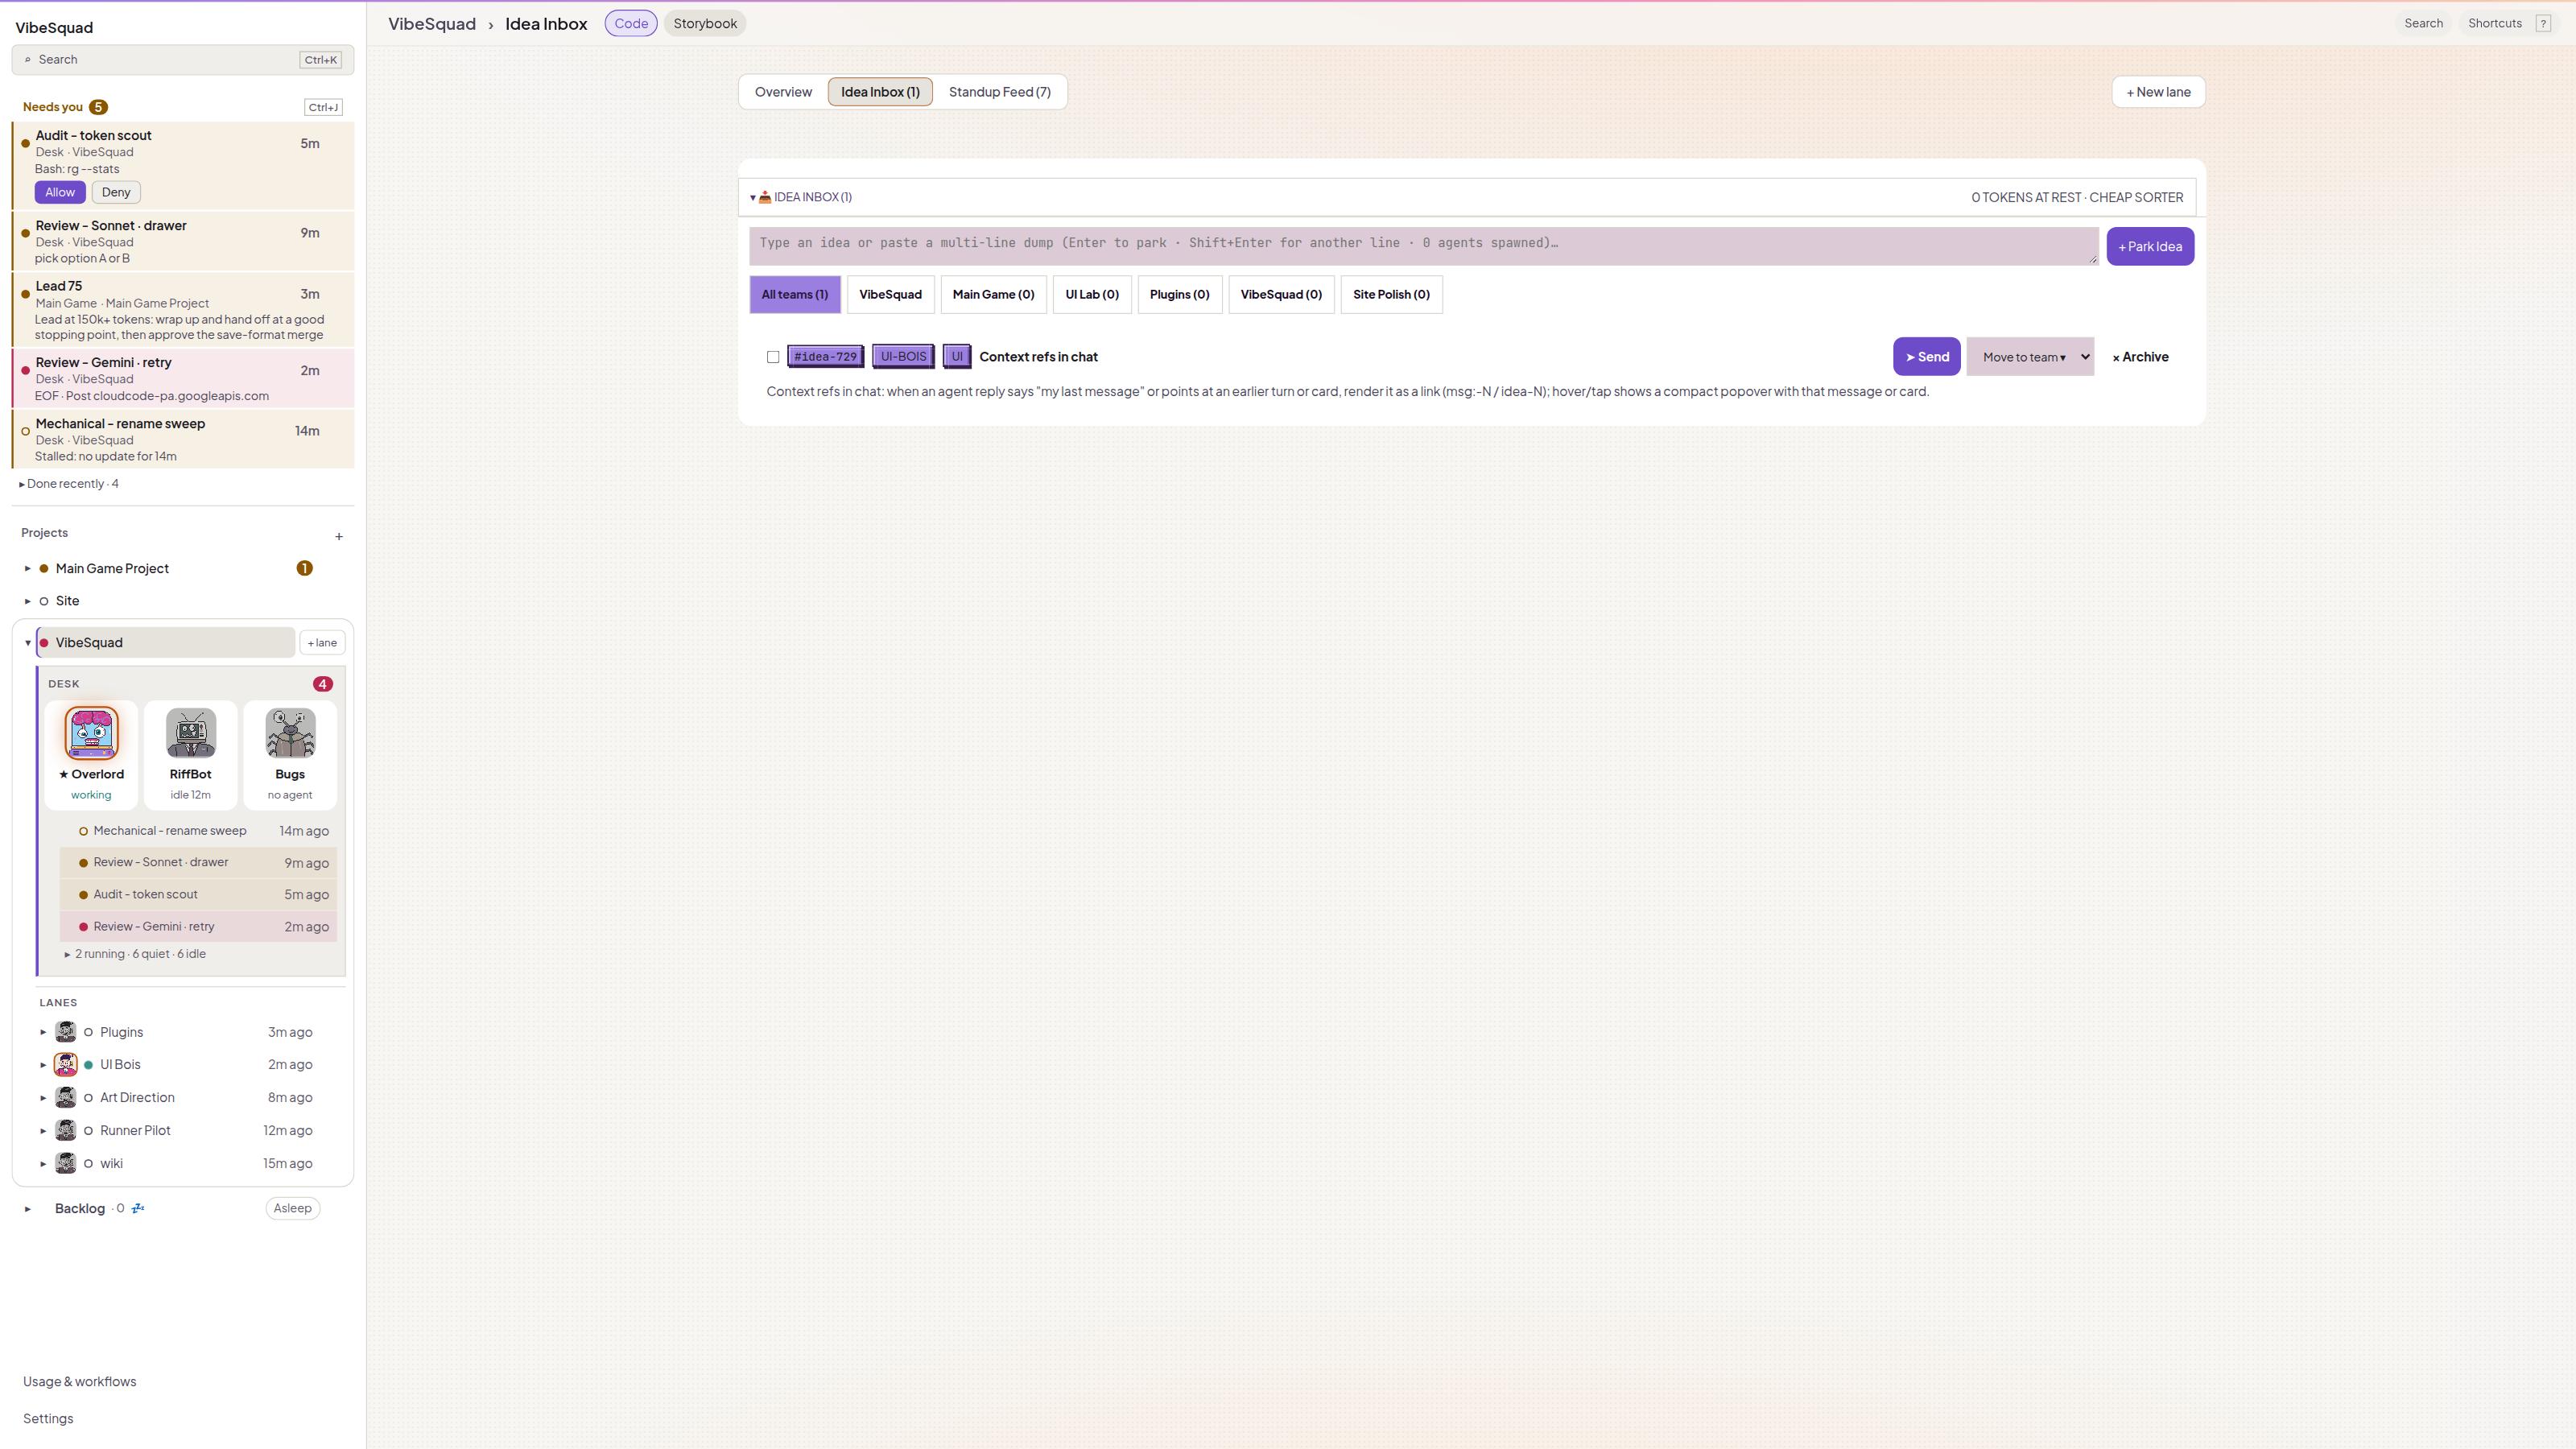 VibeSquad
Search Ctrl+K
Needs you 5 Ctrl+J
Audit - token scout 5m
Desk · VibeSquad
Bash: rg --stats
Allow Deny
Review - Sonnet · drawer 9m
Desk · VibeSquad
pick option A or B
Lead 75 3m
Main Game · Main Game Project
Lead at 150k+ tokens: wrap up and hand off at a good
stopping point, then approve the save-format merge
Review - Gemini · retry 2m
Desk · VibeSquad
EOF · Post cloudcode-pa.googleapis.com
Mechanical - rename sweep 14m
Desk · VibeSquad
Stalled: no update for 14m
▸ Done recently · 4
Projects +
Main Game Project 1
Site
VibeSquad + lane
DESK 4
★ Overlord RiffBot Bugs
working idle 12m no agent
Mechanical - rename sweep 14m ago
Review - Sonnet · drawer 9m ago
Audit - token scout 5m ago
Review - Gemini · retry 2m ago
▸ 2 running · 6 quiet · 6 idle
LANES
Plugins 3m ago
UI Bois 2m ago
Art Direction 8m ago
Runner Pilot 12m ago
wiki 15m ago
Backlog · 0 💤 Asleep
Usage & workflows
Settings
VibeSquad › Idea Inbox Code Storybook Search Shortcuts ?
Overview Idea Inbox (1) Standup Feed (7) + New lane
▾ 📥 IDEA INBOX (1) 0 TOKENS AT REST · CHEAP SORTER
Type an idea or paste a multi-line dump (Enter to park · Shift+Enter for another line · 0 agents spawned)… + Park Idea
All teams (1) VibeSquad Main Game (0) UI Lab (0) Plugins (0) VibeSquad (0) Site Polish (0)
#idea-729 UI-BOIS UI Context refs in chat ➤ Send Move to team ▾ × Archive
Context refs in chat: when an agent reply says "my last message" or points at an earlier turn or card, render it as a link (msg:-N / idea-N); hover/tap shows a compact popover with that message or card.